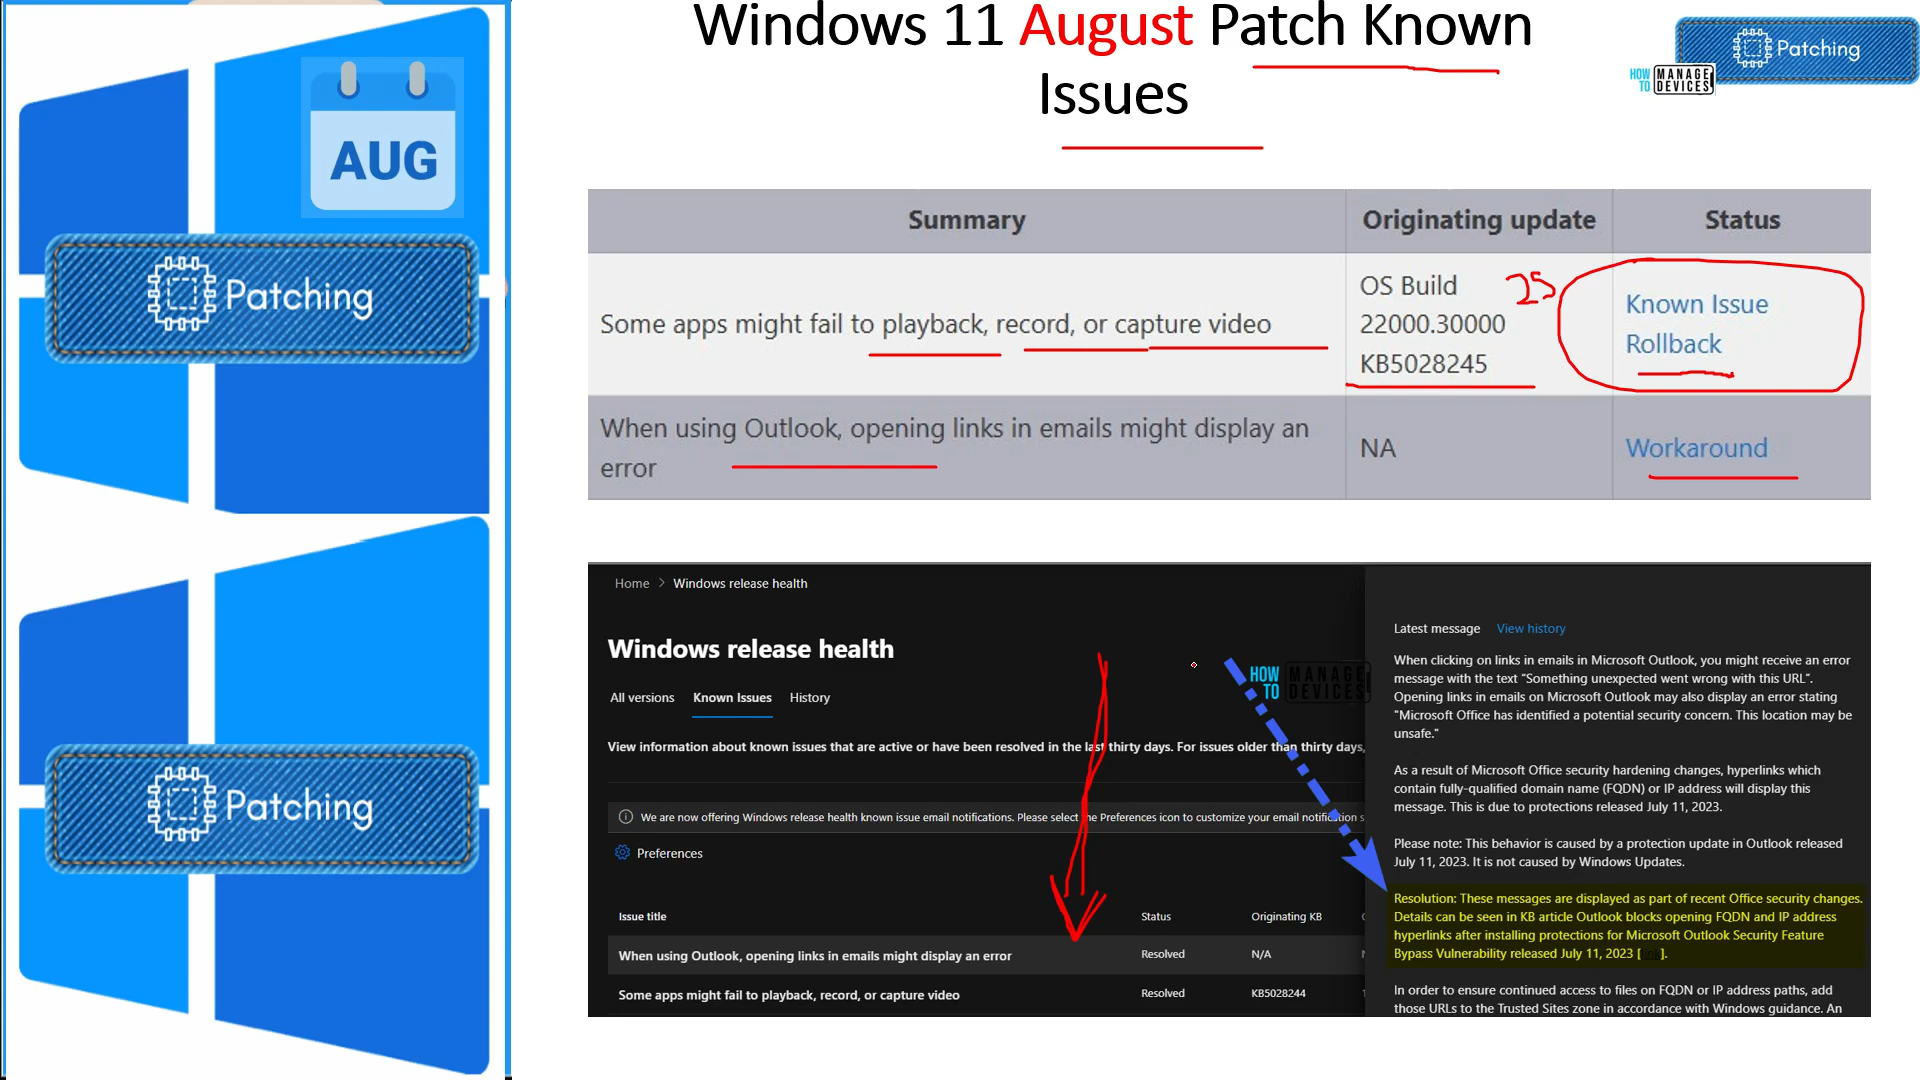 Windows 11 August Patch Known
Issues
Patching
HOW
TO
MANAGE
DEVICES
AUG
Patching
Patching
Summary
Originating update
Status
Some apps might fail to playback, record, or capture video
OS Build
22000.30000
KB5028245
25
Known Issue
Rollback
When using Outlook, opening links in emails might display an
error
NA
Workaround
Home > Windows release health
Windows release health
All versions Known Issues History
View information about known issues that are active or have been resolved in the last thirty days. For issues older than thirty days,
We are now offering Windows release health known issue email notifications. Please select the Preferences icon to customize your email notification s
Preferences
Issue title Status Originating KB
When using Outlook, opening links in emails might display an error Resolved N/A
Some apps might fail to playback, record, or capture video Resolved KB5028244
HOW
TO
MANAGE
DEVICES
Latest message View history
When clicking on links in emails in Microsoft Outlook, you might receive an error
message with the text "Something unexpected went wrong with this URL".
Opening links in emails on Microsoft Outlook may also display an error stating
"Microsoft Office has identified a potential security concern. This location may be
unsafe."
As a result of Microsoft Office security hardening changes, hyperlinks which
contain fully-qualified domain name (FQDN) or IP address will display this
message. This is due to protections released July 11, 2023.
Please note: This behavior is caused by a protection update in Outlook released
July 11, 2023. It is not caused by Windows Updates.
Resolution: These messages are displayed as part of recent Office security changes.
Details can be seen in KB article Outlook blocks opening FQDN and IP address
hyperlinks after installing protections for Microsoft Outlook Security Feature
Bypass Vulnerability released July 11, 2023 [ ].
In order to ensure continued access to files on FQDN or IP address paths, add
those URLs to the Trusted Sites zone in accordance with Windows guidance. An